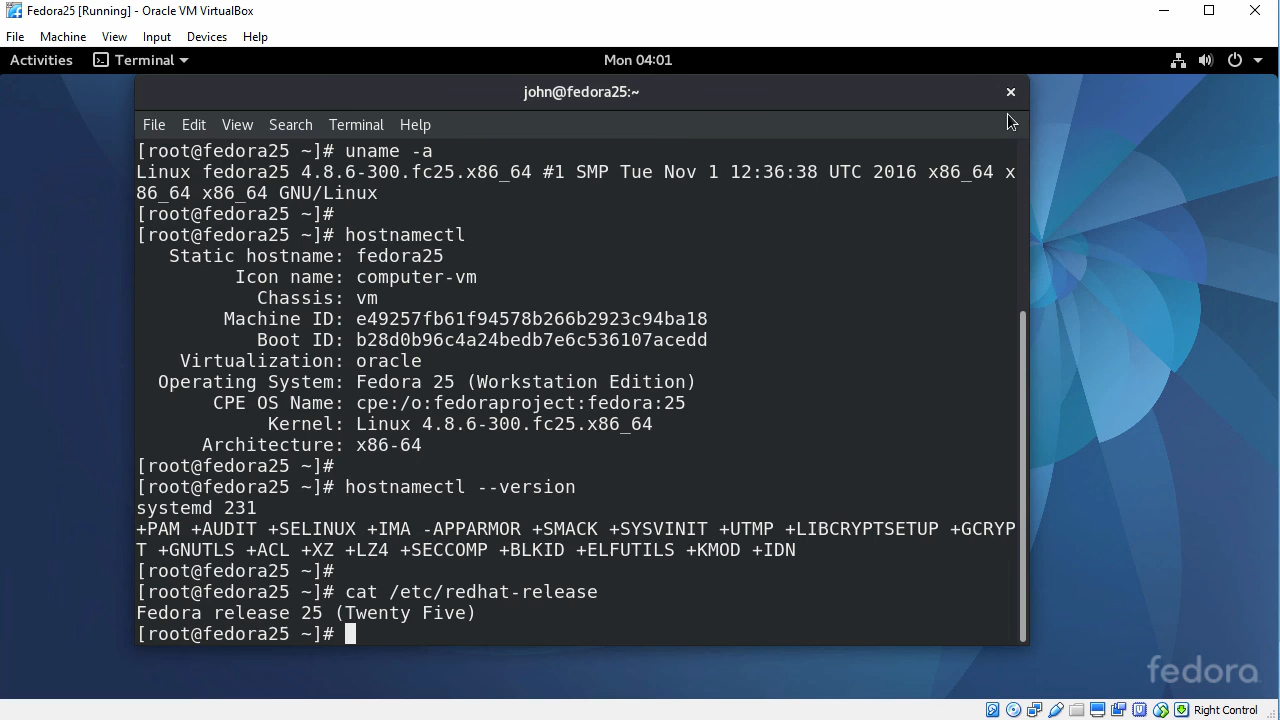 Fedora25 [Running] - Oracle VM VirtualBox
File Machine View Input Devices Help
Activities Terminal Mon 04:01
john@fedora25:~
File Edit View Search Terminal Help
[root@fedora25 ~]# uname -a
Linux fedora25 4.8.6-300.fc25.x86_64 #1 SMP Tue Nov 1 12:36:38 UTC 2016 x86_64 x
86_64 x86_64 GNU/Linux
[root@fedora25 ~]#
[root@fedora25 ~]# hostnamectl
Static hostname: fedora25
Icon name: computer-vm
Chassis: vm
Machine ID: e49257fb61f94578b266b2923c94ba18
Boot ID: b28d0b96c4a24bedb7e6c536107acedd
Virtualization: oracle
Operating System: Fedora 25 (Workstation Edition)
CPE OS Name: cpe:/o:fedoraproject:fedora:25
Kernel: Linux 4.8.6-300.fc25.x86_64
Architecture: x86-64
[root@fedora25 ~]#
[root@fedora25 ~]# hostnamectl --version
systemd 231
+PAM +AUDIT +SELINUX +IMA -APPARMOR +SMACK +SYSVINIT +UTMP +LIBCRYPTSETUP +GCRYP
T +GNUTLS +ACL +XZ +LZ4 +SECCOMP +BLKID +ELFUTILS +KMOD +IDN
[root@fedora25 ~]#
[root@fedora25 ~]# cat /etc/redhat-release
Fedora release 25 (Twenty Five)
[root@fedora25 ~]#
fedora
Right Control